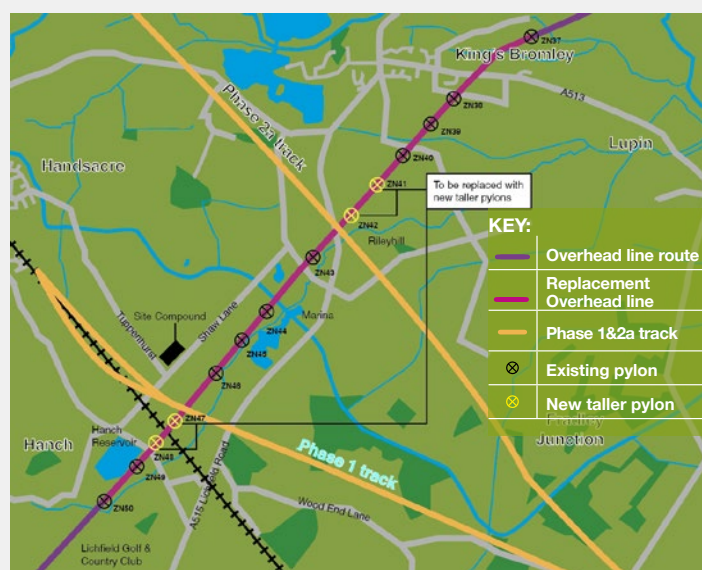 ZN37
King's Bromley
A513
ZN38
ZN39
Phase 2a track
Lupin
ZN40
Handsacre
ZN41
To be replaced with
new taller pylons
ZN42
Rileyhill
KEY:
ZN43
Overhead line route
Replacement
Overhead line
Phase 1&2a track
Existing pylon
New taller pylon
Site Compound
Tuppenhurst
Shaw Lane
Marina
ZN44
ZN45
ZN46
ZN47
Hanch
Reservoir
ZN48
Hanch
Fradley
Junction
ZN49
A515 Lichfield Road
Phase 1 track
ZN50
Wood End Lane
Lichfield Golf &
Country Club